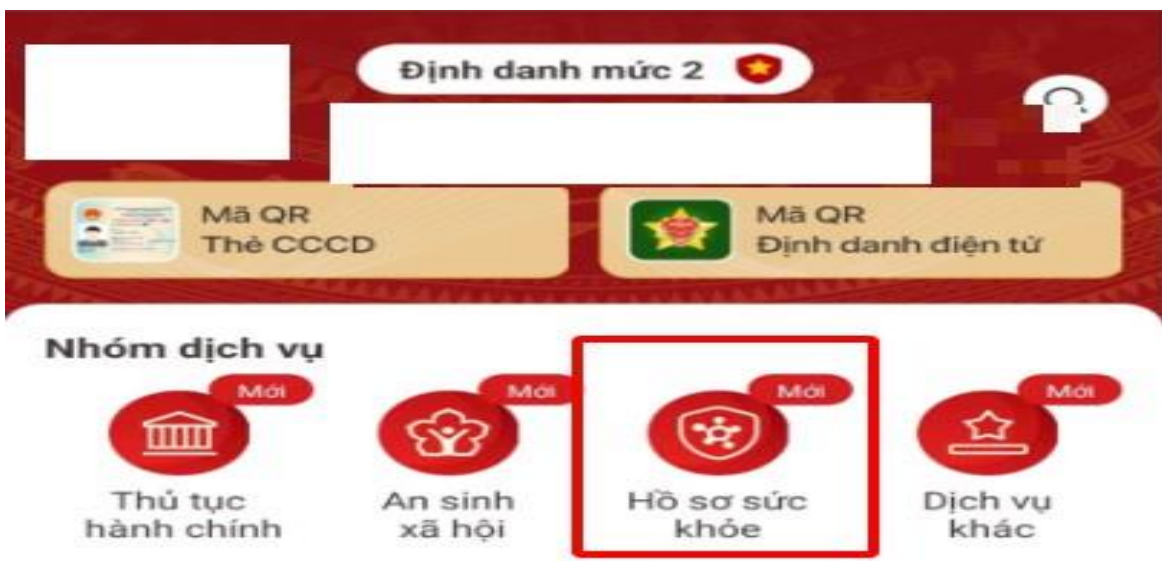 Định danh mức 2
Mã QR
Thẻ CCCD
Mã QR
Định danh điện tử
Nhóm dịch vụ
Mới
Mới
Mới
Mới
Thủ tục
hành chính
An sinh
xã hội
Hồ sơ sức
khỏe
Dịch vụ
khác